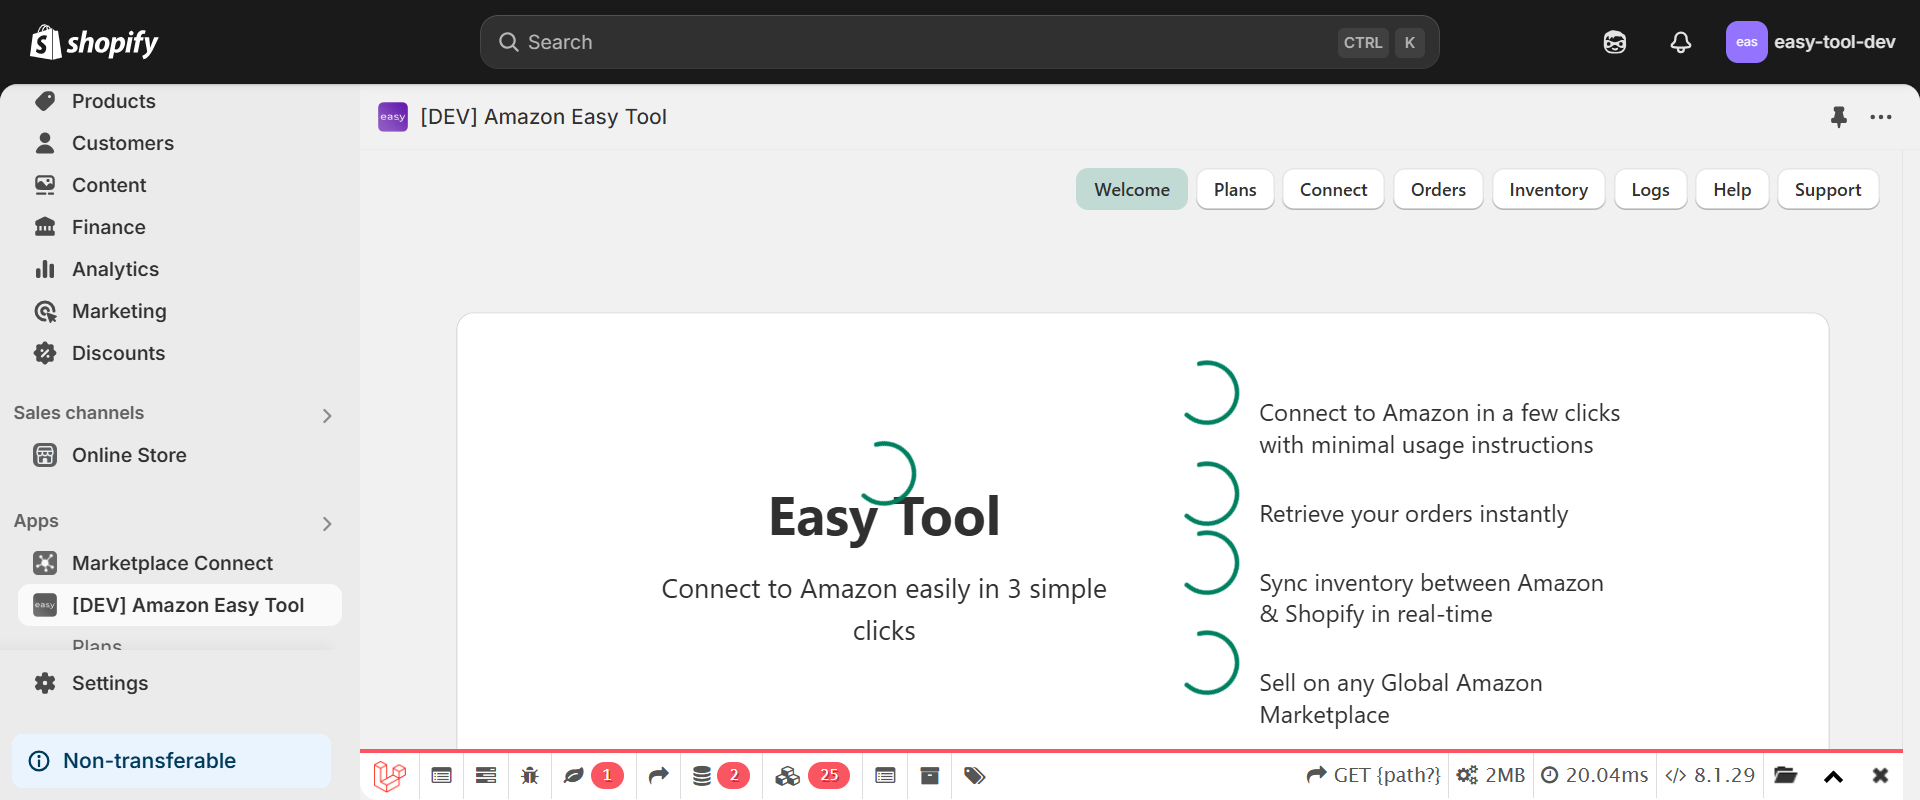 shopify
Search
CTRL K
eas
easy-tool-dev
Products
Customers
Content
Finance
Analytics
Marketing
Discounts
Sales channels
Online Store
Apps
Marketplace Connect
easy
[DEV] Amazon Easy Tool
Plans
Settings
Non-transferable
easy
[DEV] Amazon Easy Tool
Welcome Plans Connect Orders Inventory Logs Help Support
Easy Tool
Connect to Amazon easily in 3 simple
clicks
Connect to Amazon in a few clicks
with minimal usage instructions
Retrieve your orders instantly
Sync inventory between Amazon
& Shopify in real-time
Sell on any Global Amazon
Marketplace
1 2 25 GET {path?} 2MB 20.04ms </> 8.1.29